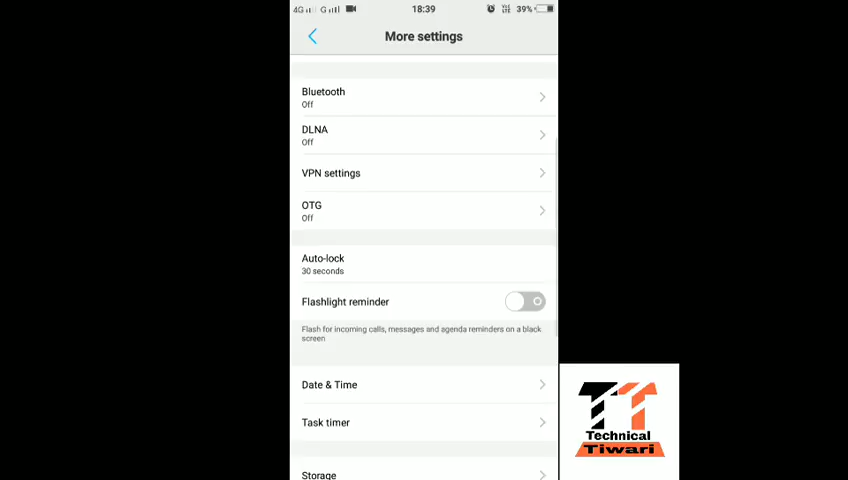 4G G 18:39 39%
More settings
Bluetooth
Off
DLNA
Off
VPN settings
OTG
Off
Auto-lock
30 seconds
Flashlight reminder
Flash for incoming calls, messages and agenda reminders on a black
screen
Date & Time
Task timer
Storage
TT
Technical
Tiwari